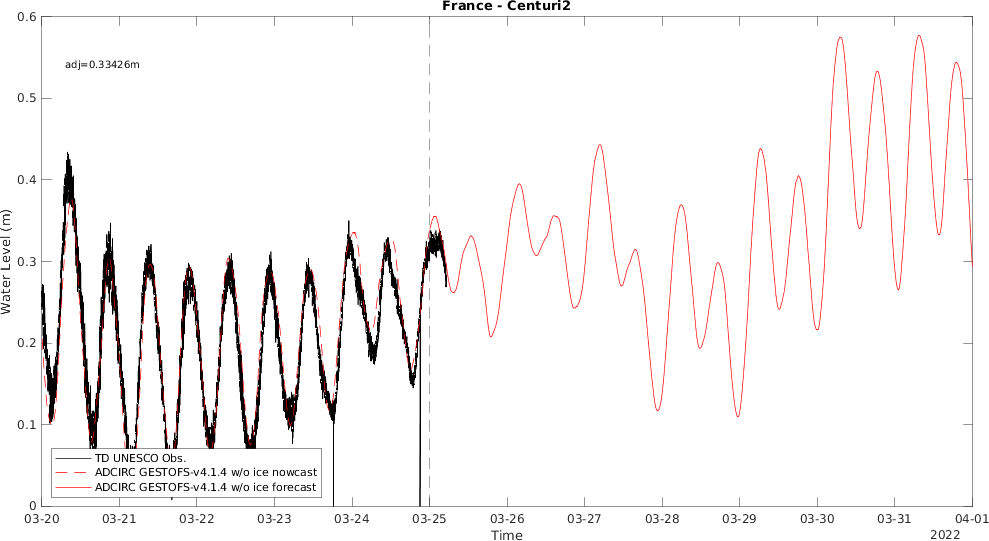 France - Centuri2
adj=0.33426m
Water Level (m)
0.6
0.5
0.4
0.3
0.2
0.1
0
TD UNESCO Obs.
ADCIRC GESTOFS-v4.1.4 w/o ice nowcast
ADCIRC GESTOFS-v4.1.4 w/o ice forecast
03-20 03-21 03-22 03-23 03-24 03-25 03-26 03-27 03-28 03-29 03-30 03-31 04-01
Time
2022